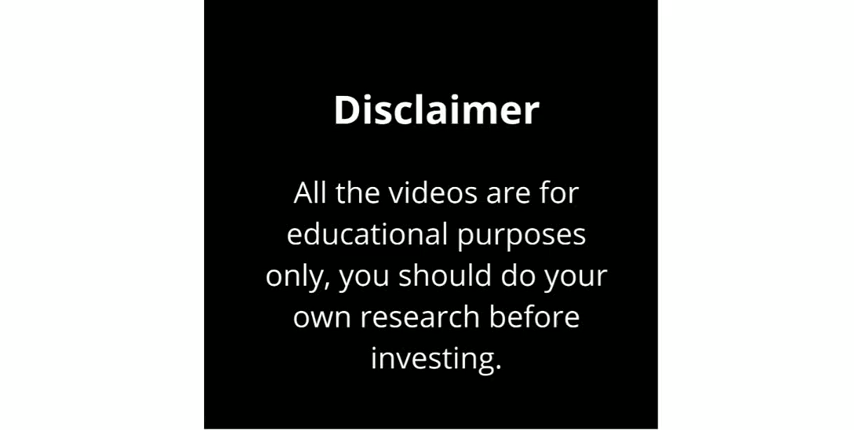 Disclaimer
All the videos are for
educational purposes
only, you should do your
own research before
investing.